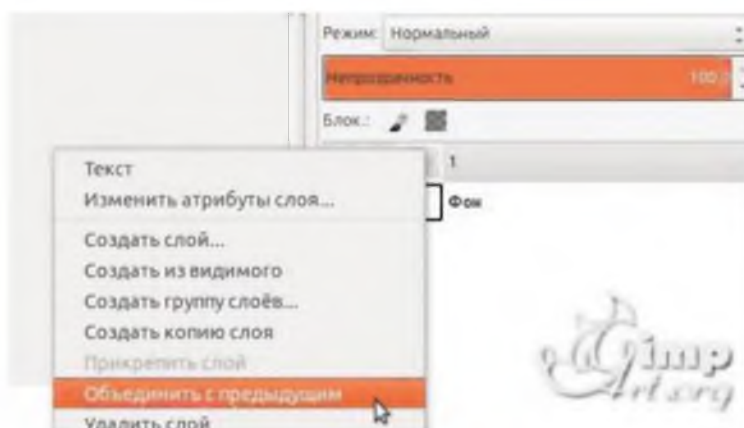 Режим: Нормальный
Непрозрачность 100,0
Блок.:
1
Фон
Текст
Изменить атрибуты слоя...
Создать слой...
Создать из видимого
Создать группу слоёв...
Создать копию слоя
Прикрепить слой
Объединить с предыдущим
Удалить слой
Gimp
Art.org